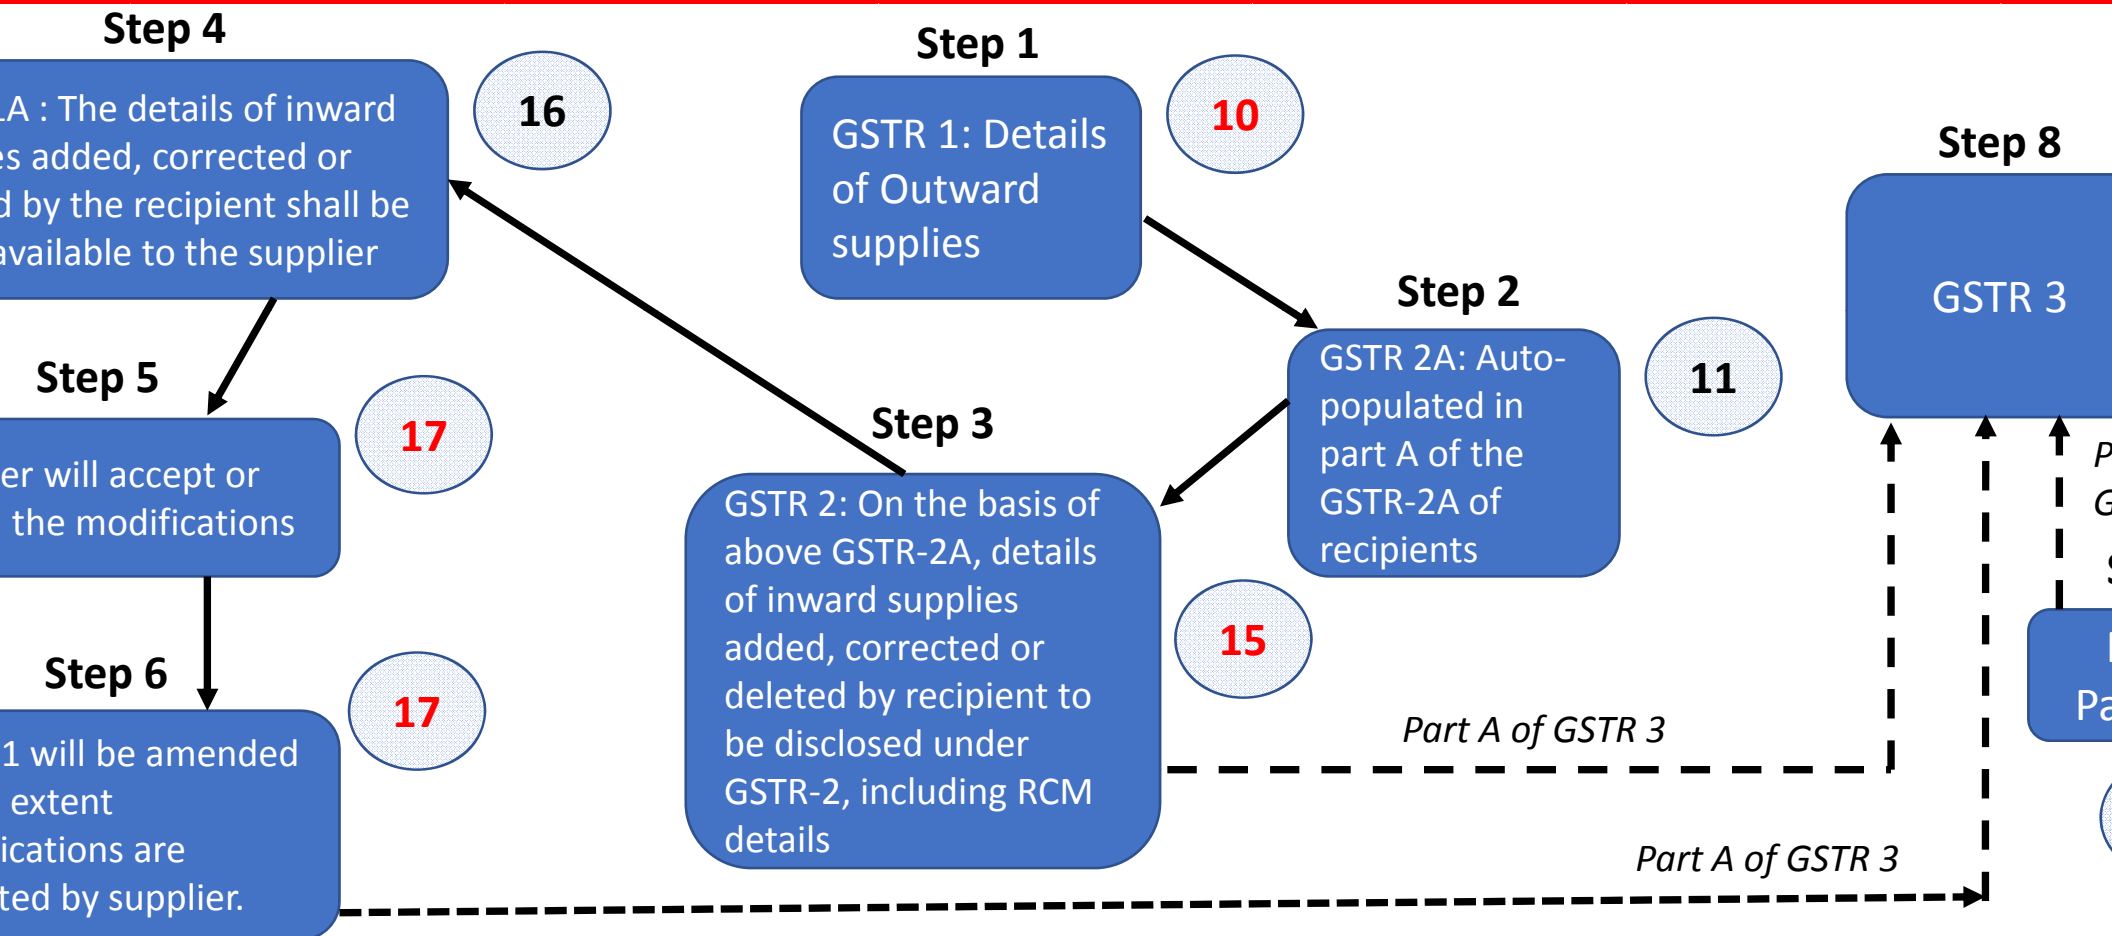 Step 4
A : The details of inward
added, corrected or
by the recipient shall be
available to the supplier
16
Step 5
17
will accept or
the modifications
Step 6
17
1 will be amended
extent
are
by supplier.
Step 1
GSTR 1: Details
of Outward
supplies
10
Step 2
GSTR 2A: Auto-
populated in
part A of the
GSTR-2A of
recipients
11
Step 3
GSTR 2: On the basis of
above GSTR-2A, details
of inward supplies
added, corrected or
deleted by recipient to
be disclosed under
GSTR-2, including RCM
details
15
Part A of GSTR 3
Part A of GSTR 3
Step 8
GSTR 3